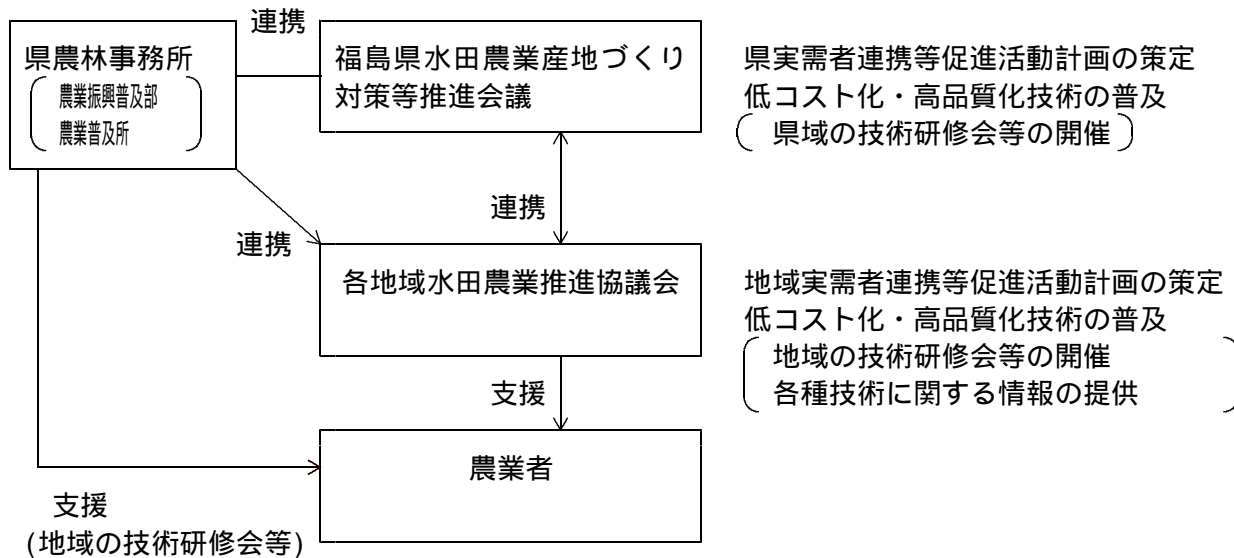 連携
県農林事務所
農業振興普及部
農業普及所
福島県水田農業産地づくり
対策等推進会議
県実需者連携等促進活動計画の策定
低コスト化・高品質化技術の普及
県域の技術研修会等の開催
連携
連携
各地域水田農業推進協議会
地域実需者連携等促進活動計画の策定
低コスト化・高品質化技術の普及
地域の技術研修会等の開催
各種技術に関する情報の提供
支援
農業者
支援
(地域の技術研修会等)